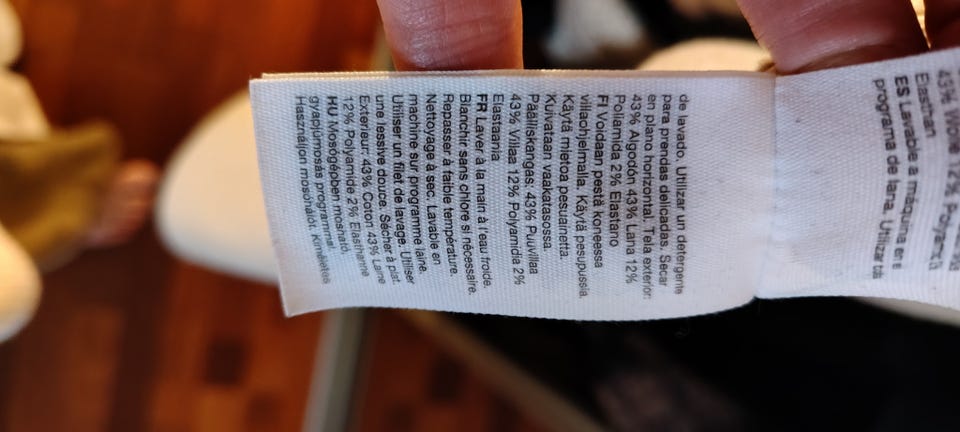 43% Wolle 12% Polyamid
Elasthan
ES Lavable a máquina en
programa de lana. Utilizar
de lavado. Utilizar un detergente
para prendas delicadas. Secar
en plano horizontal. Tela exterior:
43% Algodón 43% Lana 12%
Poliamida 2% Elastano
FI Voidaan pestä koneessa
villaohjelmalla. Käytä pesupussia.
Käytä mietoa pesuainetta.
Kuivataan vaakatasossa.
Päälliskangas: 43% Puuvillaa
43% Villaa 12% Polyamidia 2%
Elastaania
FR Laver à la main à l'eau froide.
Blanchir sans chlore si nécessaire.
Repasser à faible température.
Nettoyage à sec. Lavable en
machine sur programme laine.
Utiliser un filet de lavage. Utiliser
une lessive douce. Sécher à plat.
Exterieur: 43% Coton 43% Laine
12% Polyamide 2% Elasthanne
HU Mosógépben mosható,
gyapjúmosás programmal.
Használjon mosóhálót. Kíméletes